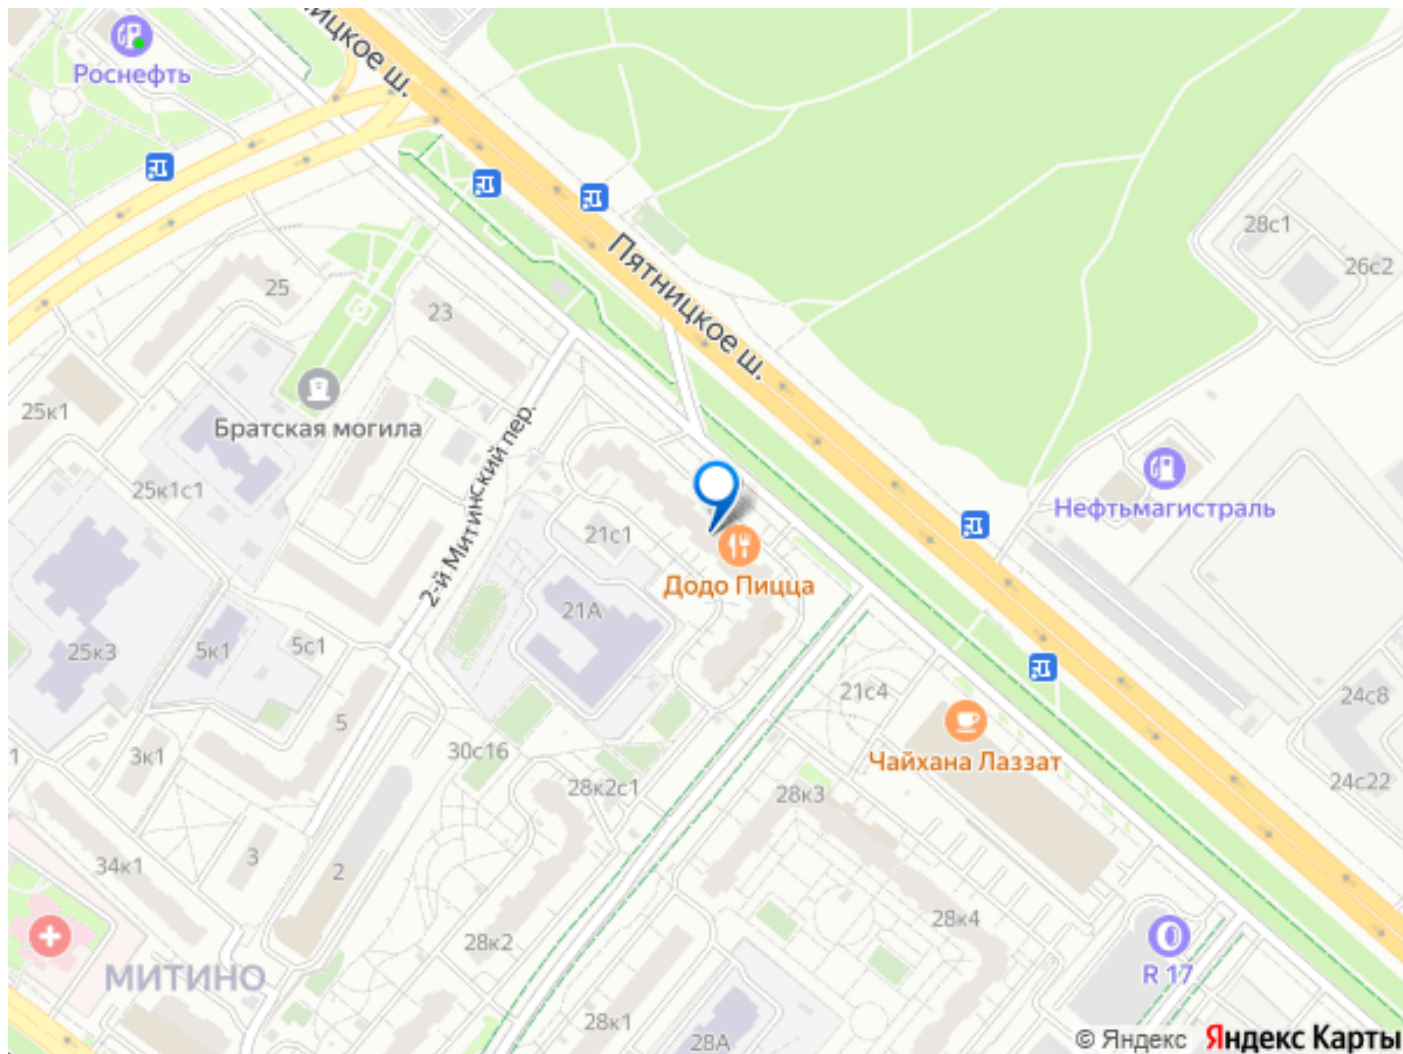 ицкое ш.
Роснефть
28с1
26с2
Пятницкое ш.
25
23
25к1
Братская могила
2-й Митинский пер.
Нефтьмагистраль
25к1с1
21с1
Додо Пицца
21А
25к3
5к1
5с1
21с4
24с8
5
Чайхана Лаззат
1
3к1
30с16
28к2с1
28к3
24с22
34к1
3
2
28к4
28к2
МИТИНО
R 17
28к1
28А
© Яндекс Яндекс Карты